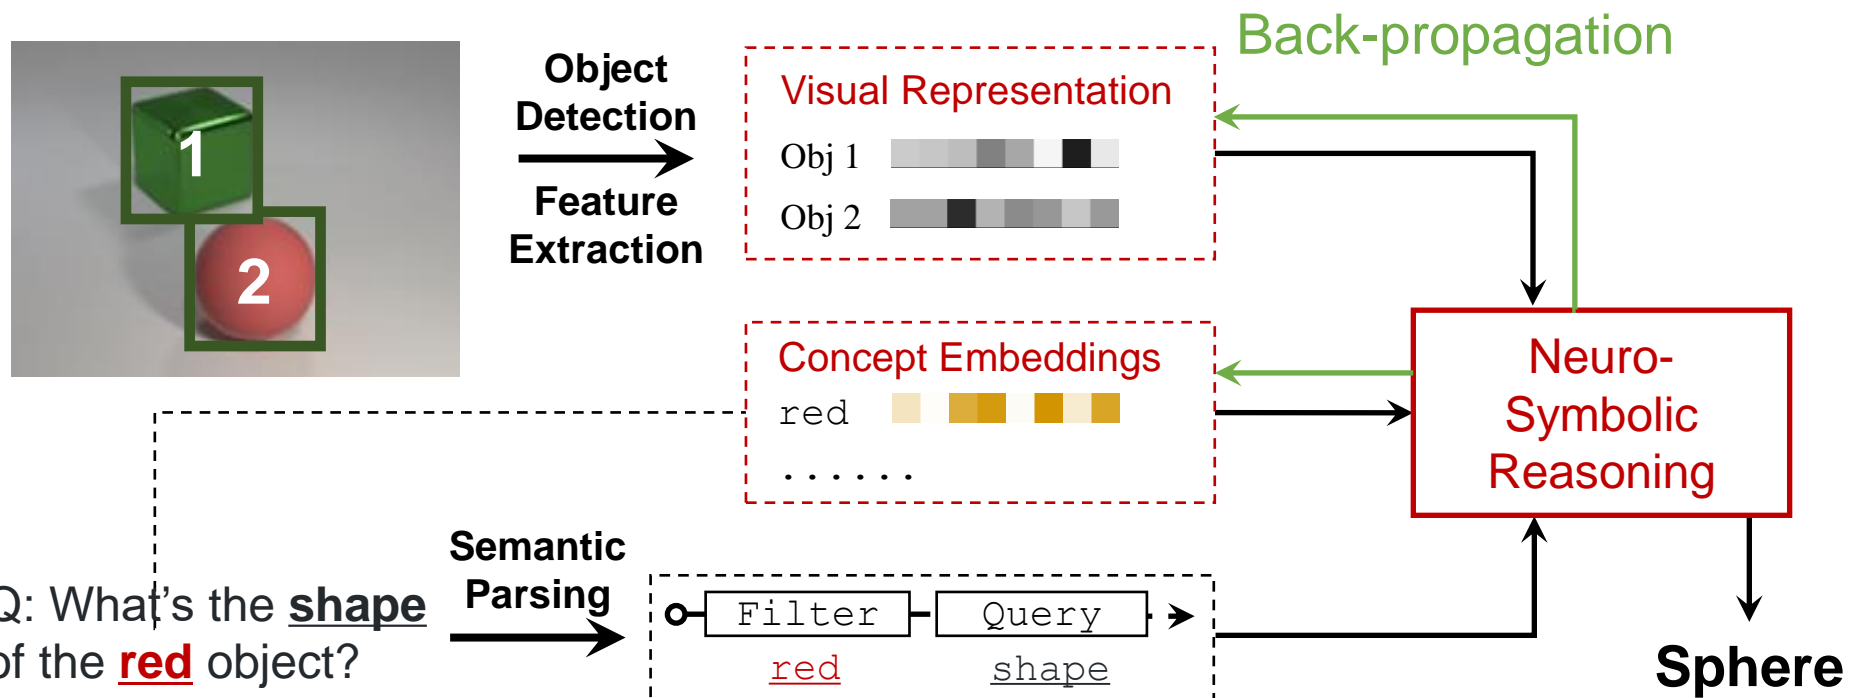 Back-propagation
Object
Detection
Feature
Extraction
1
2
Visual Representation
Obj 1
Obj 2
Concept Embeddings
red
......
Neuro-
Symbolic
Reasoning
Semantic
Parsing
Q: What's the shape
of the red object?
Filter Query
red shape
Sphere